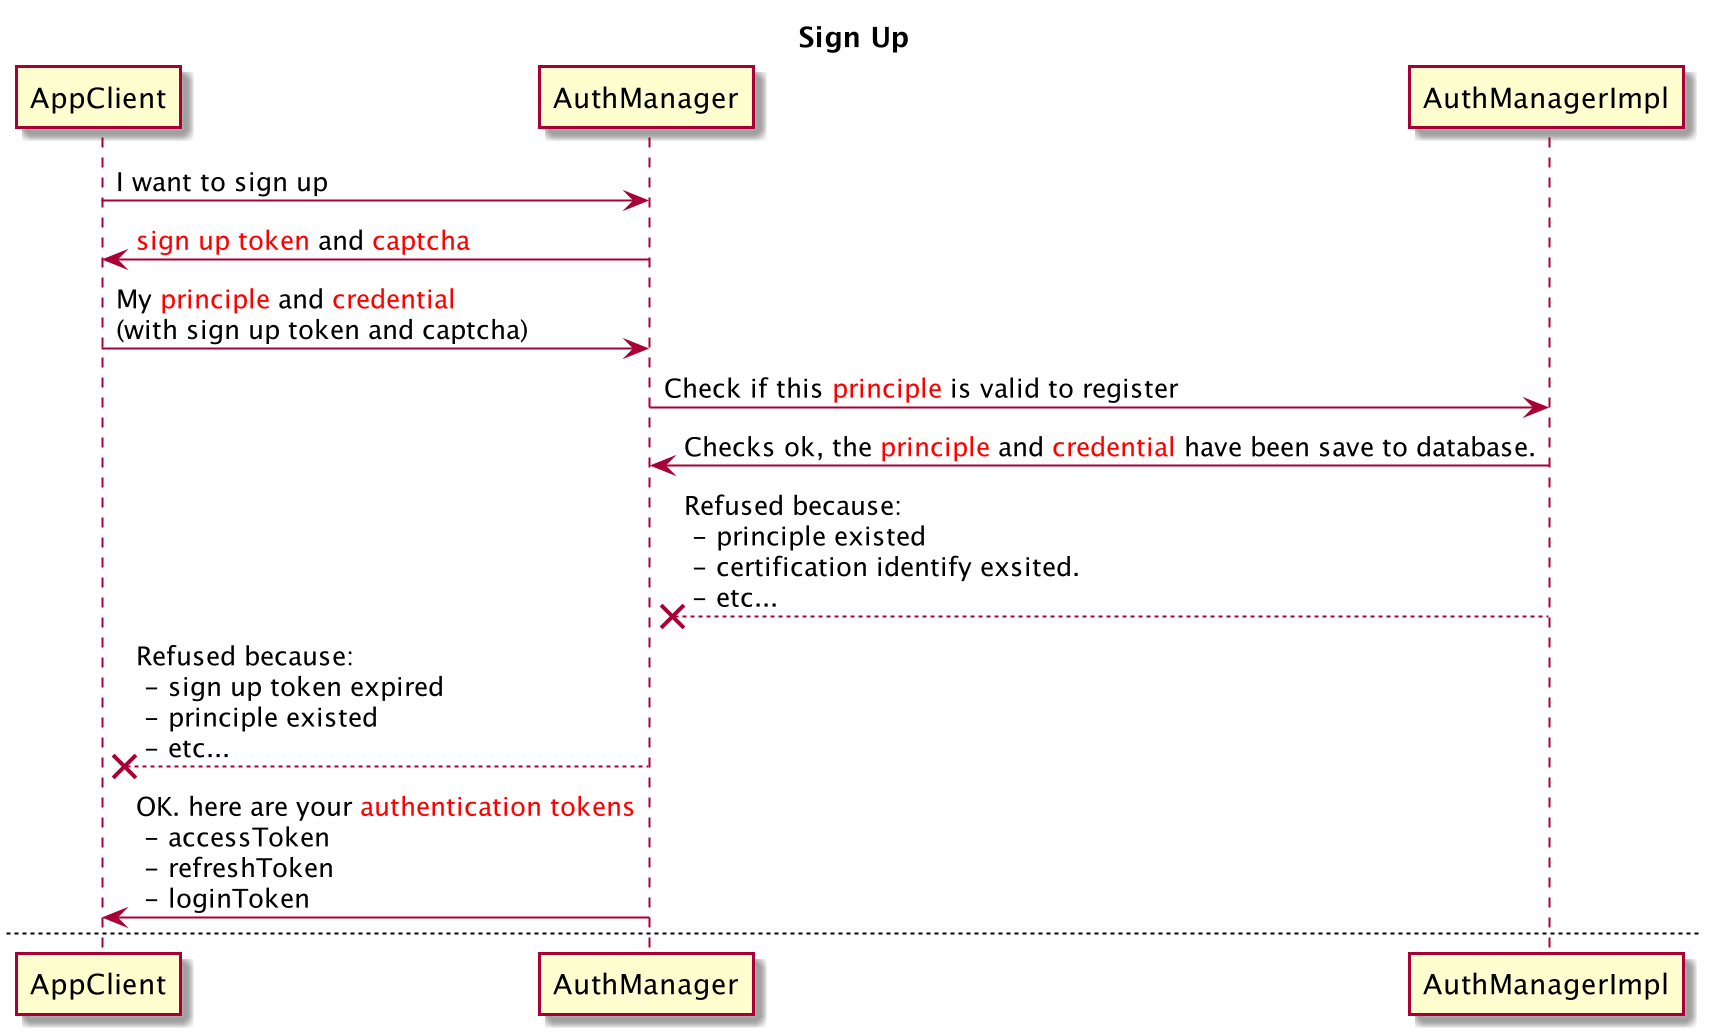 Sign Up
AppClient
AuthManager
AuthManagerImpl
I want to sign up
sign up token and captcha
My principle and credential
(with sign up token and captcha)
Check if this principle is valid to register
Checks ok, the principle and credential have been save to database.
Refused because:
- principle existed
- certification identify exsited.
- etc...
Refused because:
- sign up token expired
- principle existed
- etc...
OK. here are your authentication tokens
- accessToken
- refreshToken
- loginToken
AppClient
AuthManager
AuthManagerImpl